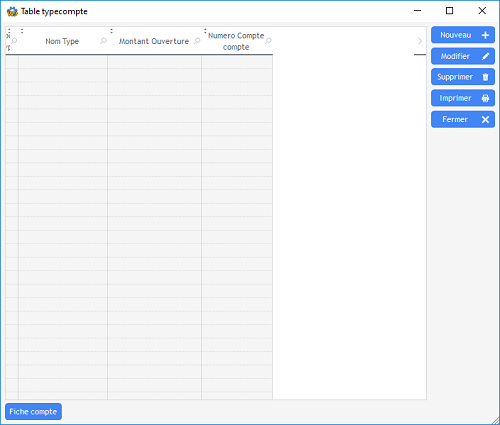 Table typecompte
Nom Type
Montant Ouverture
Numero Compte
compte
Nouveau
Modifier
Supprimer
Imprimer
Fermer
Fiche compte